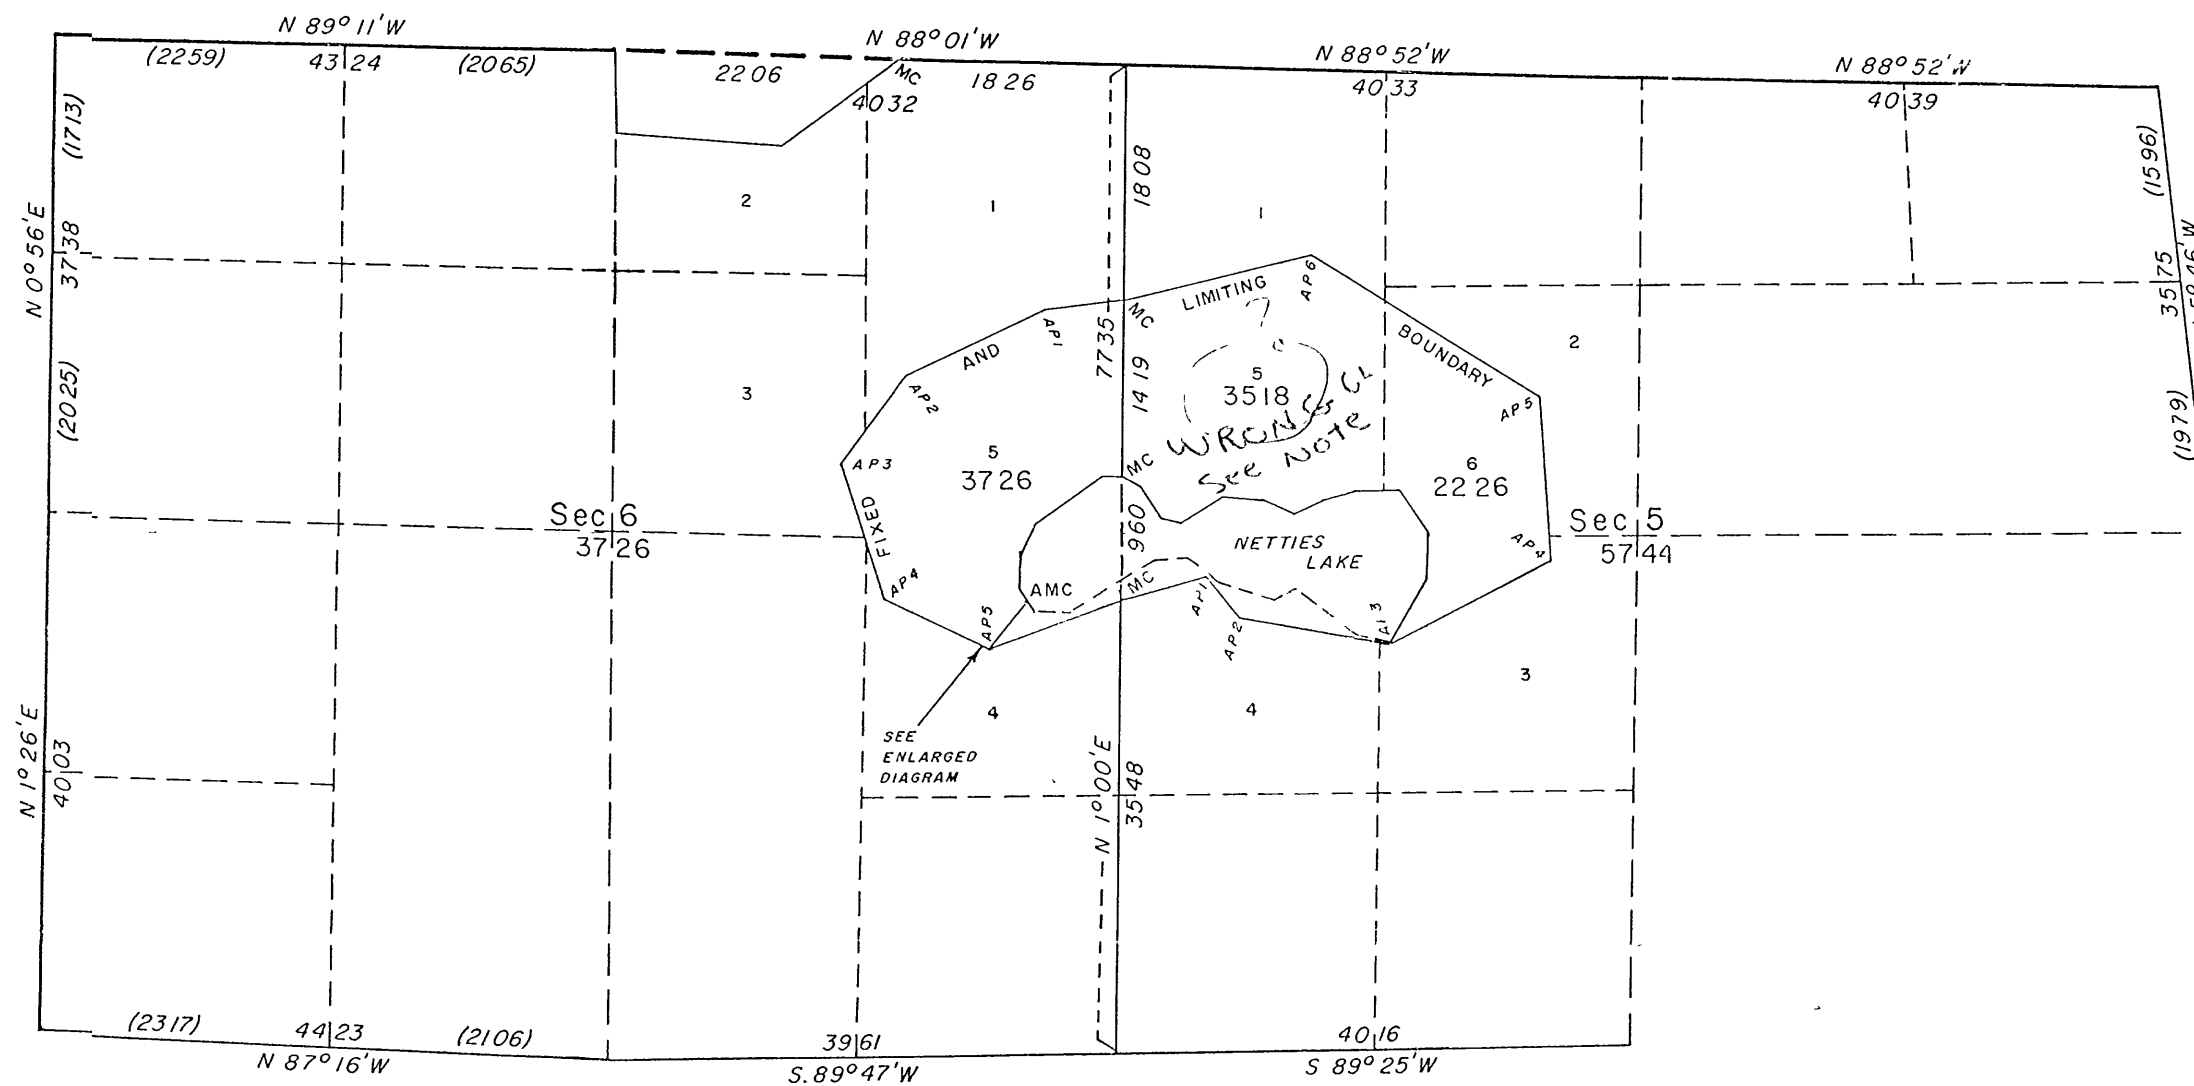 N 89° 11' W
N 88° 01' W
N 88° 52' W
N 88° 52' W
(2259)
43 24
(2065)
22 06
MC
18 26
40 32
40 33
40 39
(1713)
N 0° 56' E
37 38
(2025)
18 08
(1596)
35 75
(1979)
2
1
1
AP6
LIMITING
MC
?
BOUNDARY
2
AP1
AND
77 35
14 19
5
35 18
WRONG
See Note
AP5
AP2
3
AP3
5
37 26
MC
6
22 26
FIXED
Sec 6
37 26
9 60
NETTIES
LAKE
Sec 5
57 44
AP4
AP4
AMC
MC
AP1
AP5
AP2
3
4
4
SEE
ENLARGED
DIAGRAM
N 1° 26' E
40 03
N 1° 00' E
35 48
(2317)
44 23
(2106)
39 61
40 16
N 87° 16' W
S. 89° 47' W
S 89° 25' W